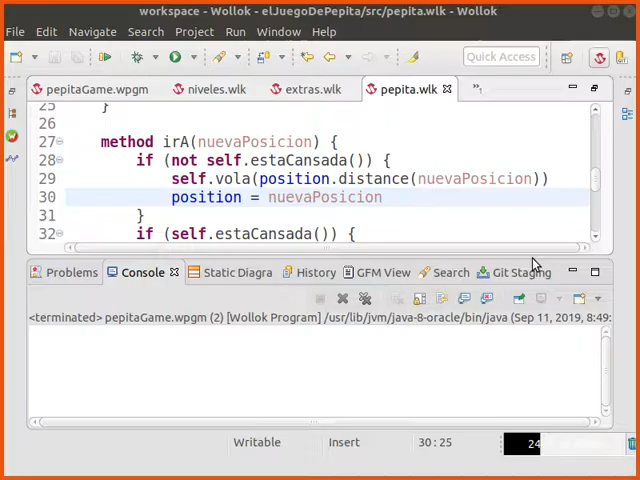 workspace - Wollok - elJuegoDePepita/src/pepita.wlk - Wollok
File Edit Navigate Search Project Run Window Help
Quick Access
pepitaGame.wpgm niveles.wlk extras.wlk pepita.wlk »₁
25 }
26
27 method irA(nuevaPosicion) {
28 if (not self.estaCansada()) {
29 self.vola(position.distance(nuevaPosicion))
30 position = nuevaPosicion
31 }
32 if (self.estaCansada()) {
Problems Console Static Diagra History GFM View Search Git Staging
<terminated> pepitaGame.wpgm (2) [Wollok Program] /usr/lib/jvm/java-8-oracle/bin/java (Sep 11, 2019, 8:49:
Writable Insert 30 : 25